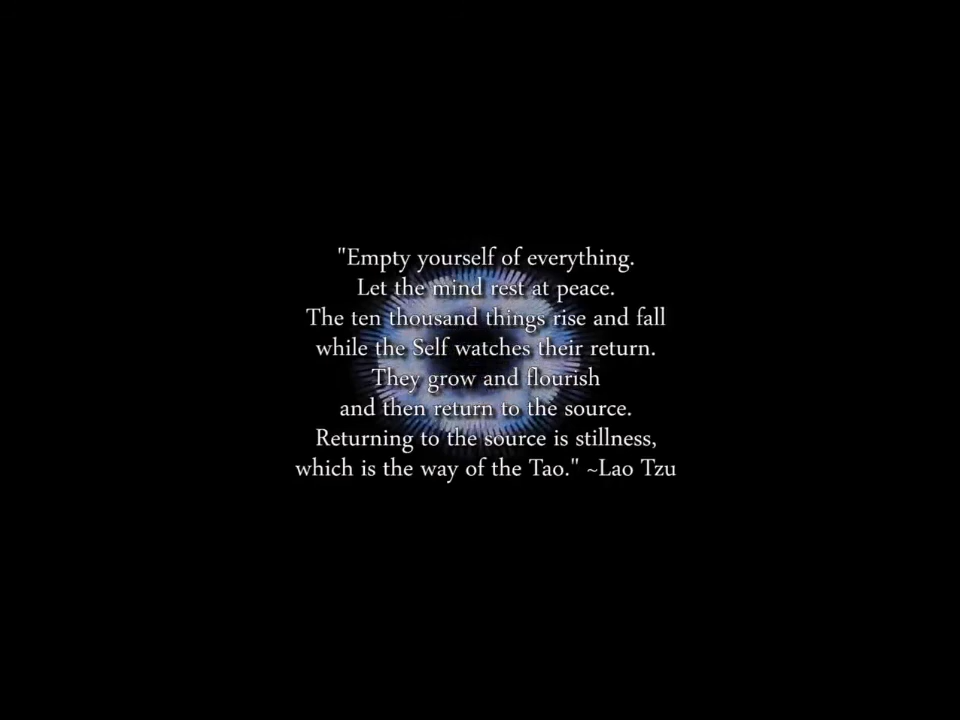 "Empty yourself of everything.
Let the mind rest at peace.
The ten thousand things rise and fall
while the Self watches their return.
They grow and flourish
and then return to the source.
Returning to the source is stillness,
which is the way of the Tao." ~Lao Tzu